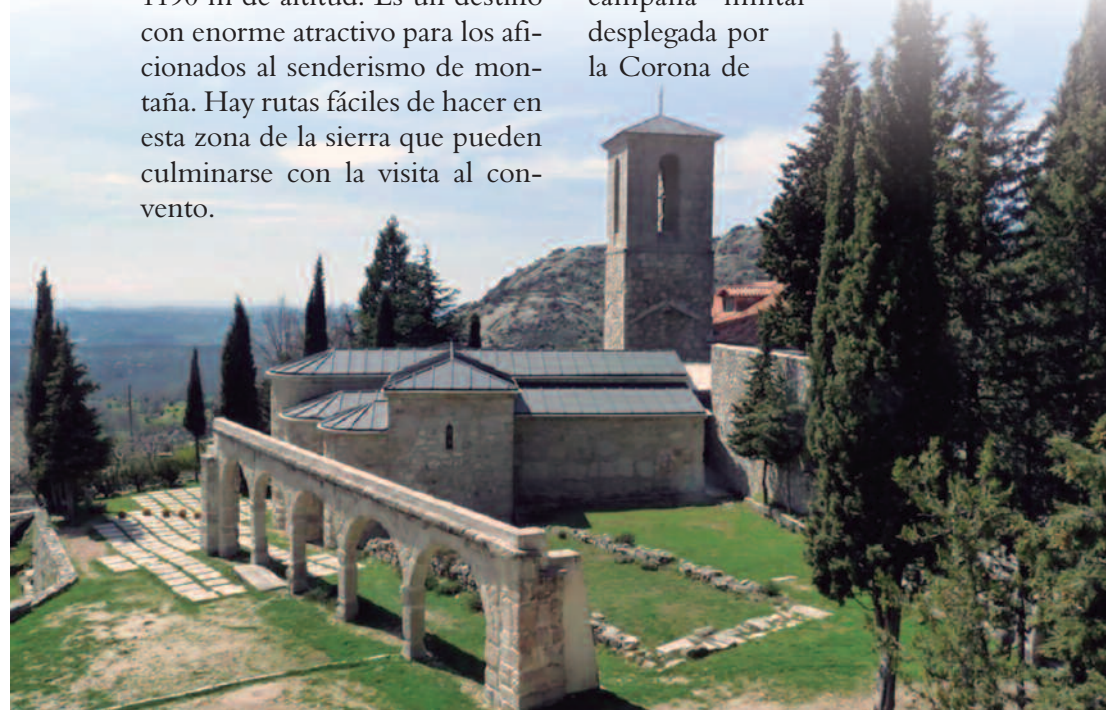 1190 m de altitud. Es un destino
con enorme atractivo para los afi-
cionados al senderismo de mon-
taña. Hay rutas fáciles de hacer en
esta zona de la sierra que pueden
culminarse con la visita al con-
vento.
campaña militar
desplegada por
la Corona de